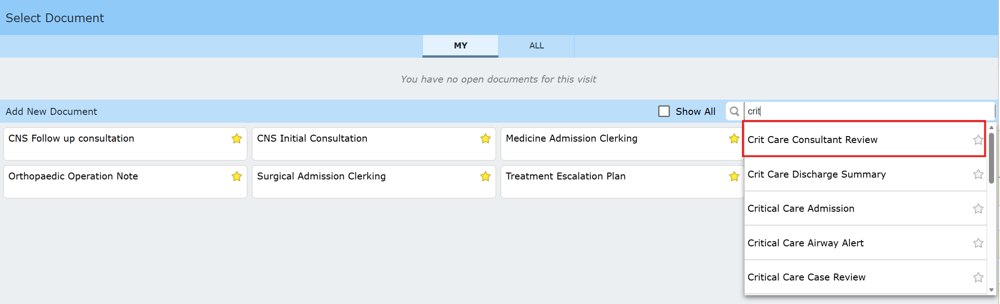 Select Document
MY ALL
You have no open documents for this visit
Add New Document Show All crit
CNS Follow up consultation CNS Initial Consultation Medicine Admission Clerking
Orthopaedic Operation Note Surgical Admission Clerking Treatment Escalation Plan
Crit Care Consultant Review
Crit Care Discharge Summary
Critical Care Admission
Critical Care Airway Alert
Critical Care Case Review